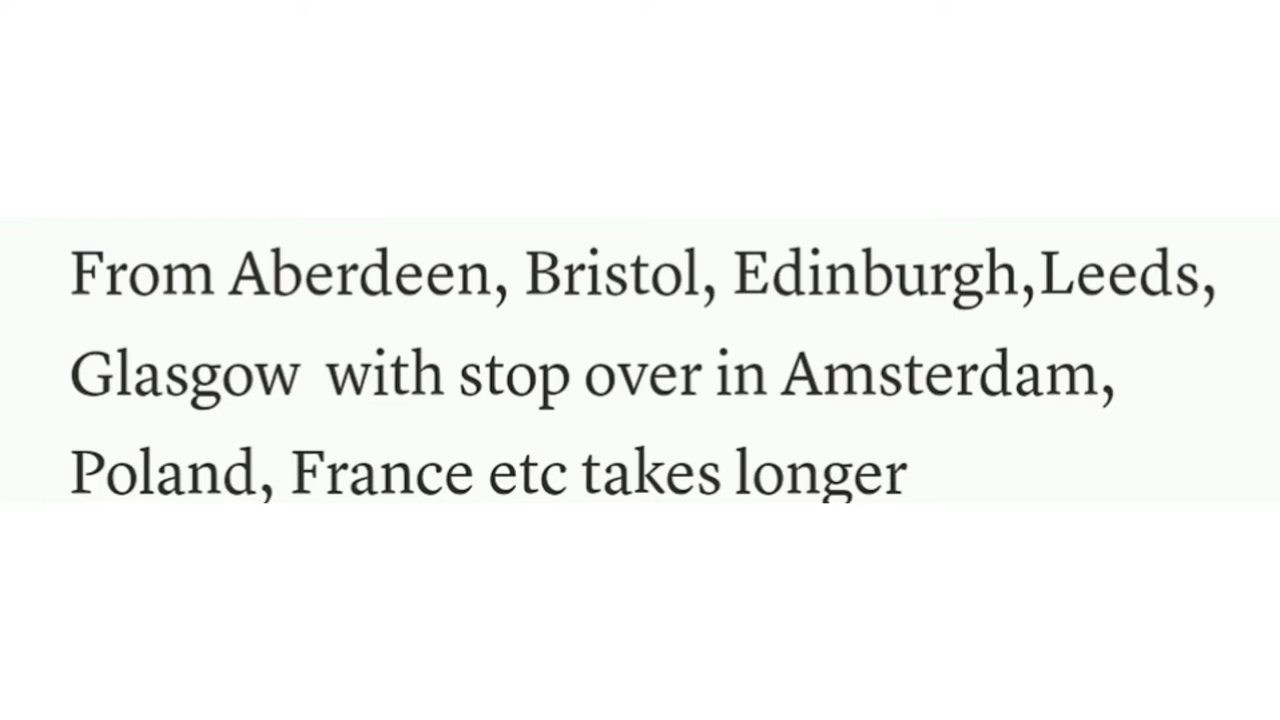 From Aberdeen, Bristol, Edinburgh,Leeds,
Glasgow  with stop over in Amsterdam,
Poland, France etc takes longer